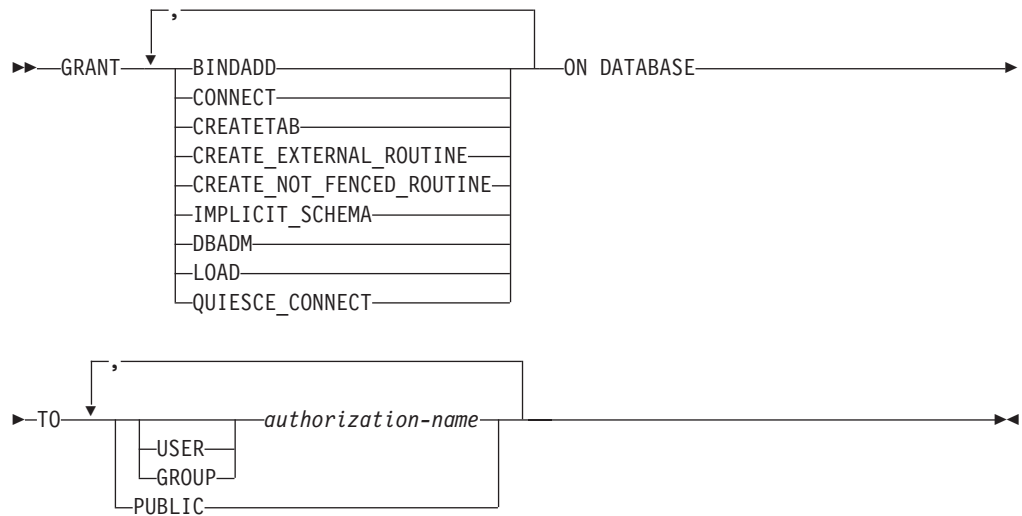 ,
GRANT BINDADD ON DATABASE
CONNECT
CREATETAB
CREATE_EXTERNAL_ROUTINE
CREATE_NOT_FENCED_ROUTINE
IMPLICIT_SCHEMA
DBADM
LOAD
QUIESCE_CONNECT
,
TO authorization-name
USER
GROUP
PUBLIC